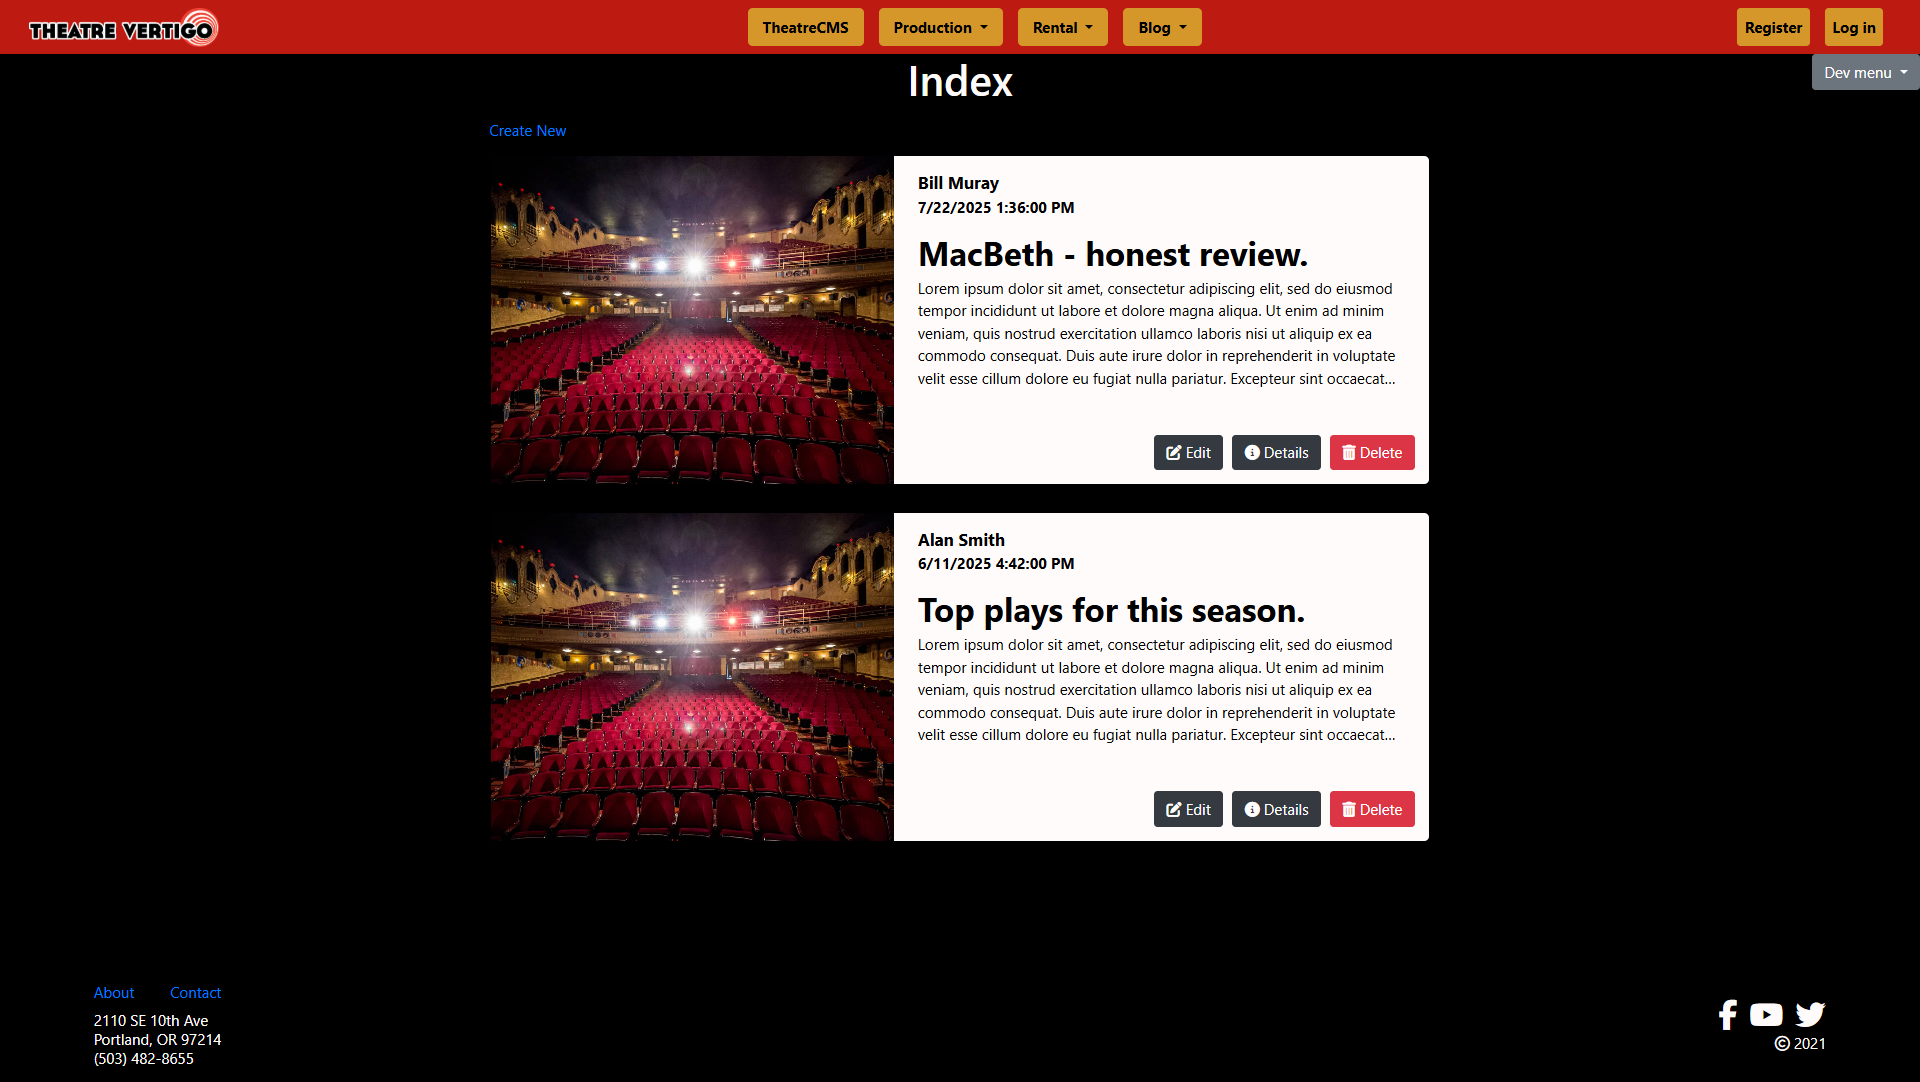 THEATRE VERTIGO
TheatreCMS
Production
Rental
Blog
Register
Log in
Dev menu
Index
Create New
Bill Muray
7/22/2025 1:36:00 PM
MacBeth - honest review.
Lorem ipsum dolor sit amet, consectetur adipiscing elit, sed do eiusmod
tempor incididunt ut labore et dolore magna aliqua. Ut enim ad minim
veniam, quis nostrud exercitation ullamco laboris nisi ut aliquip ex ea
commodo consequat. Duis aute irure dolor in reprehenderit in voluptate
velit esse cillum dolore eu fugiat nulla pariatur. Excepteur sint occaecat...
Edit
Details
Delete
Alan Smith
6/11/2025 4:42:00 PM
Top plays for this season.
Lorem ipsum dolor sit amet, consectetur adipiscing elit, sed do eiusmod
tempor incididunt ut labore et dolore magna aliqua. Ut enim ad minim
veniam, quis nostrud exercitation ullamco laboris nisi ut aliquip ex ea
commodo consequat. Duis aute irure dolor in reprehenderit in voluptate
velit esse cillum dolore eu fugiat nulla pariatur. Excepteur sint occaecat...
Edit
Details
Delete
About
Contact
2110 SE 10th Ave
Portland, OR 97214
(503) 482-8655
© 2021